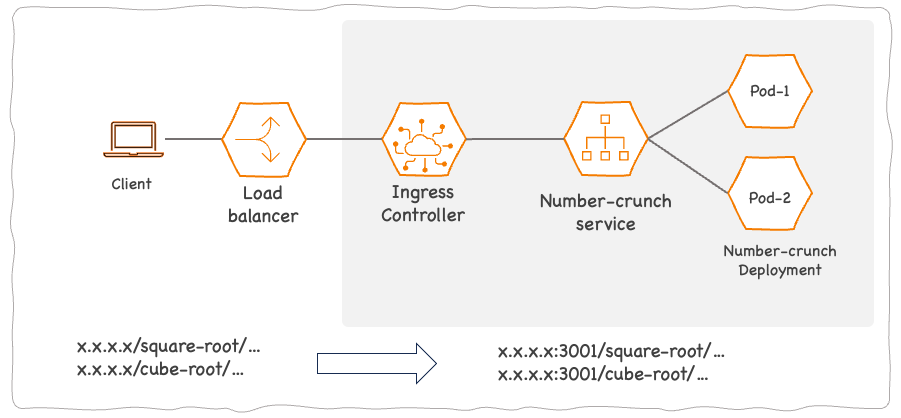 Client
Load
balancer
Ingress
Controller
Number-crunch
service
Pod-1
Pod-2
Number-crunch
Deployment
x.x.x.x/square-root/...
x.x.x.x/cube-root/...
x.x.x.x:3001/square-root/...
x.x.x.x:3001/cube-root/...